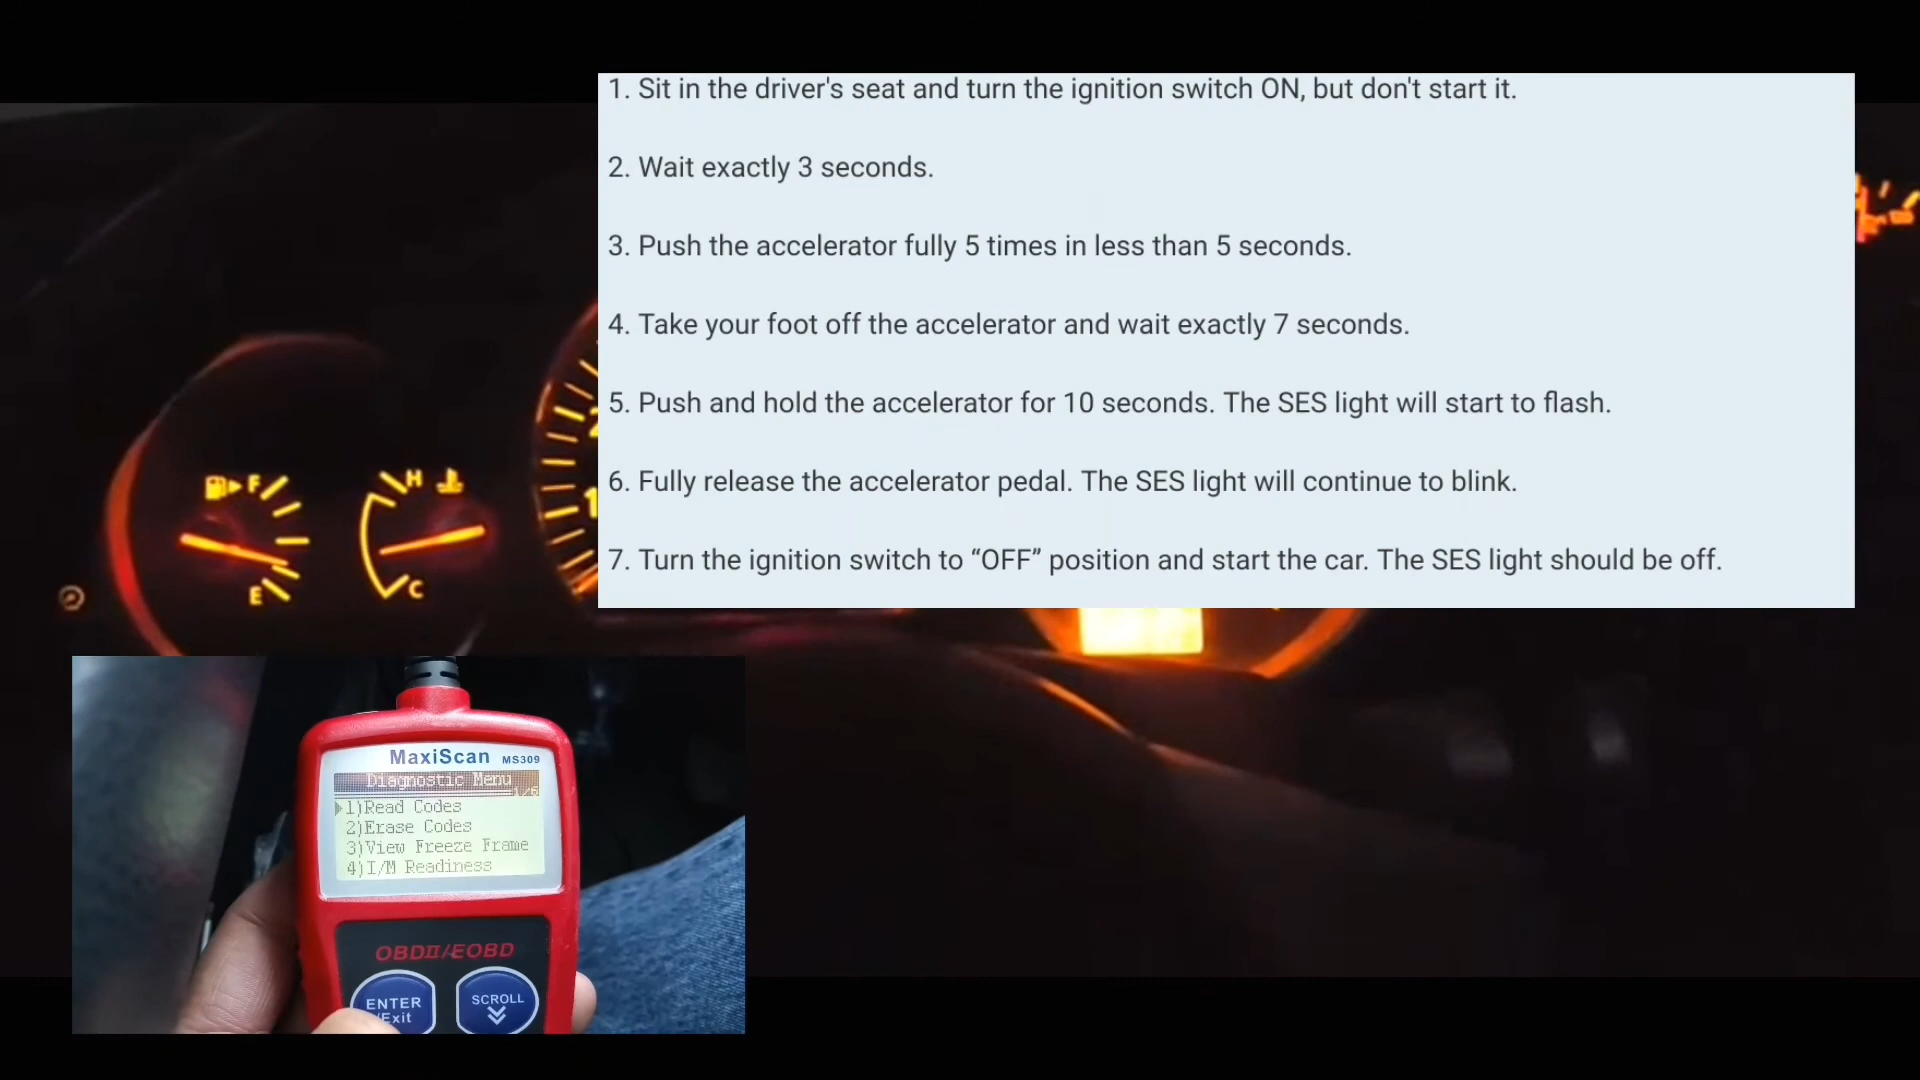 1. Sit in the driver's seat and turn the ignition switch ON, but don't start it.
2. Wait exactly 3 seconds.
3. Push the accelerator fully 5 times in less than 5 seconds.
4. Take your foot off the accelerator and wait exactly 7 seconds.
5. Push and hold the accelerator for 10 seconds. The SES light will start to flash.
6. Fully release the accelerator pedal. The SES light will continue to blink.
7. Turn the ignition switch to “OFF” position and start the car. The SES light should be off.
F
H
E
C
1
MaxiScan MS309
Diagnostic Menu
1/6
1)Read Codes
2)Erase Codes
3)View Freeze Frame
4)I/M Readiness
OBDII/EOBD
ENTER
/Exit
SCROLL